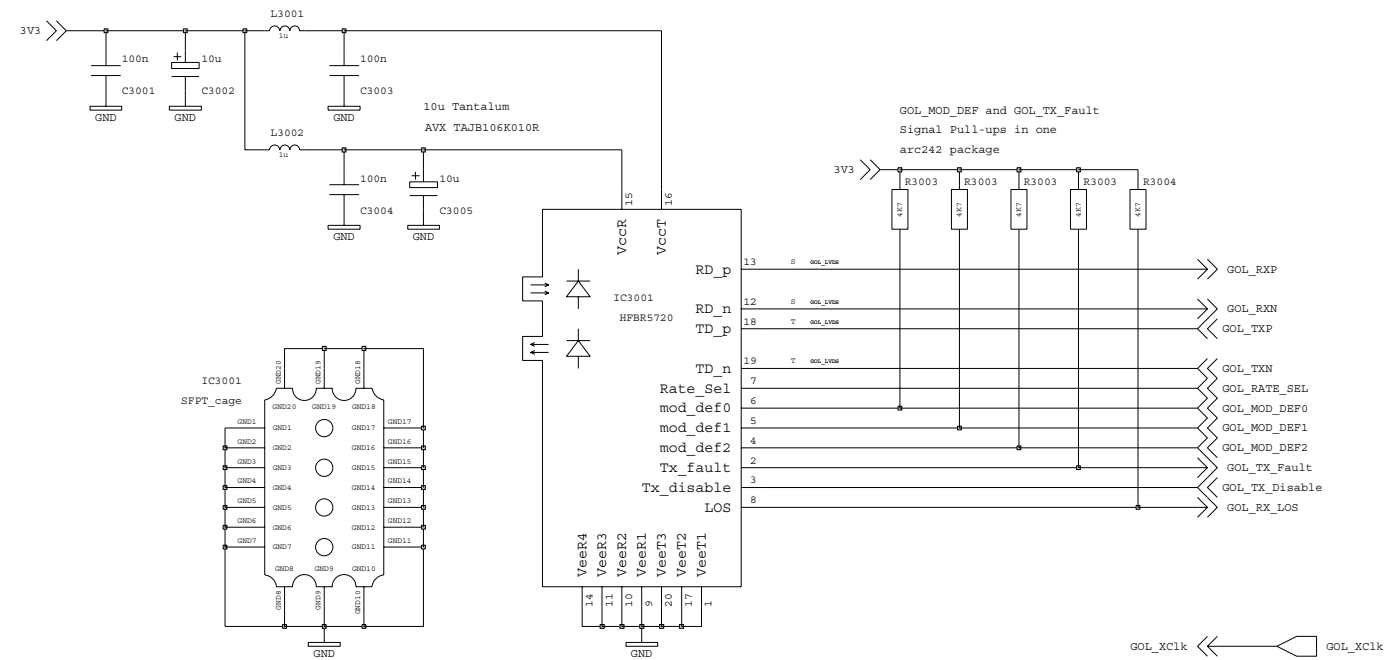 L3001
3V3
1u
100n
10u
100n
C3001
C3002
C3003
GND
GND
GND
10u Tantalum
AVX TAJB106K010R
L3002
1u
100n
10u
C3004
C3005
GND
GND
GOL_MOD_DEF and GOL_TX_Fault
Signal Pull-ups in one
arc242 package
3V3
R3003
R3003
R3003
R3003
R3004
4K7
4K7
4K7
4K7
4K7
15
16
VccR
VccT
IC3001
HFBR5720
RD_p
13
S
GOL_LVDS
GOL_RXP
RD_n
12
S
GOL_LVDS
GOL_RXN
TD_p
18
T
GOL_LVDS
GOL_TXP
TD_n
19
T
GOL_LVDS
GOL_TXN
Rate_Sel
7
GOL_RATE_SEL
mod_def0
6
GOL_MOD_DEF0
mod_def1
5
GOL_MOD_DEF1
mod_def2
4
GOL_MOD_DEF2
Tx_fault
2
GOL_TX_Fault
Tx_disable
3
GOL_TX_Disable
LOS
8
GOL_RX_LOS
VeeR4
VeeR3
VeeR2
VeeR1
VeeT3
VeeT2
VeeT1
14
11
10
9
20
17
1
GND
IC3001
SFPT_cage
GND20
GND19
GND18
GND20
GND19
GND18
GND1
GND1
GND17
GND17
GND2
GND2
GND16
GND16
GND3
GND3
GND15
GND15
GND4
GND4
GND14
GND14
GND5
GND5
GND13
GND13
GND6
GND6
GND12
GND12
GND7
GND7
GND11
GND11
GND8
GND9
GND10
GND8
GND9
GND10
GND
GOL_XClk
GOL_XClk